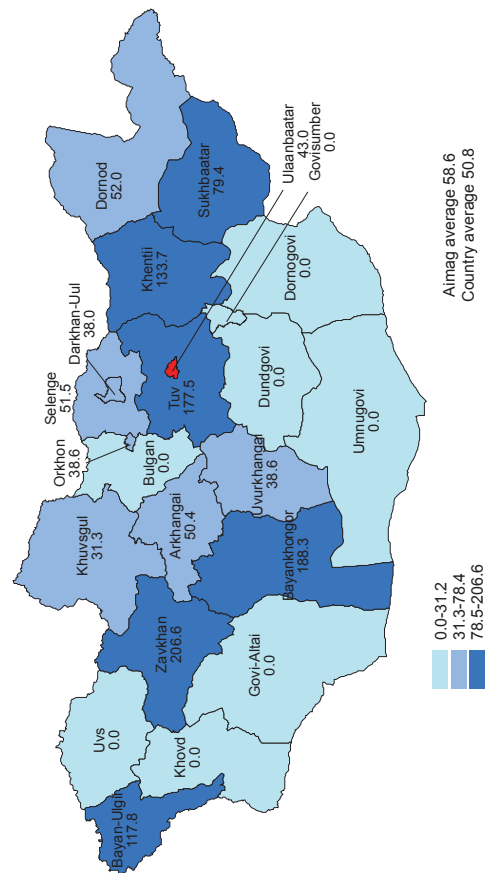 Uvs
0.0
Bayan-Ulgii
117.8
Khovd
0.0
Zavkhan
206.6
Govi-Altai
0.0
Khuvsgul
31.3
Arkhangai
50.4
Bayankhongor
188.3
Orkhon
38.6
Bulgan
0.0
Uvurkhangai
38.6
Selenge
51.5
Darkhan-Uul
38.0
Tuv
177.5
Dundgovi
0.0
Umnugovi
0.0
Khentii
133.7
Dornogovi
0.0
Dornod
52.0
Sukhbaatar
79.4
Ulaanbaatar
43.0
Govisumber
0.0
0.0-31.2
31.3-78.4
78.5-206.6
Aimag average 58.6
Country average 50.8